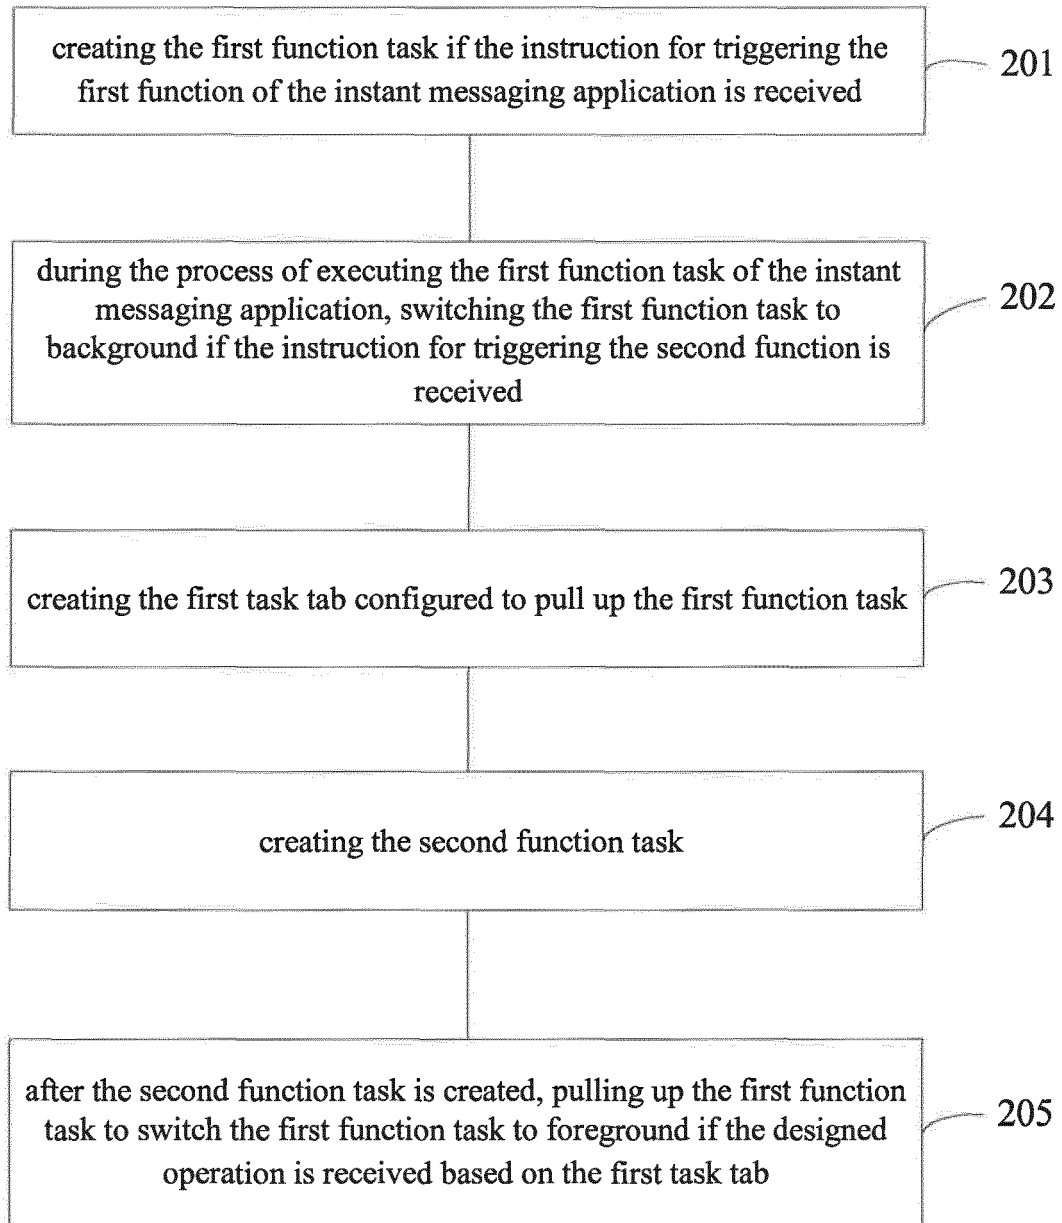 creating the first function task if the instruction for triggering the
first function of the instant messaging application is received
201
during the process of executing the first function task of the instant
messaging application, switching the first function task to
background if the instruction for triggering the second function is
received
202
creating the first task tab configured to pull up the first function task
203
creating the second function task
204
after the second function task is created, pulling up the first function
task to switch the first function task to foreground if the designed
operation is received based on the first task tab
205